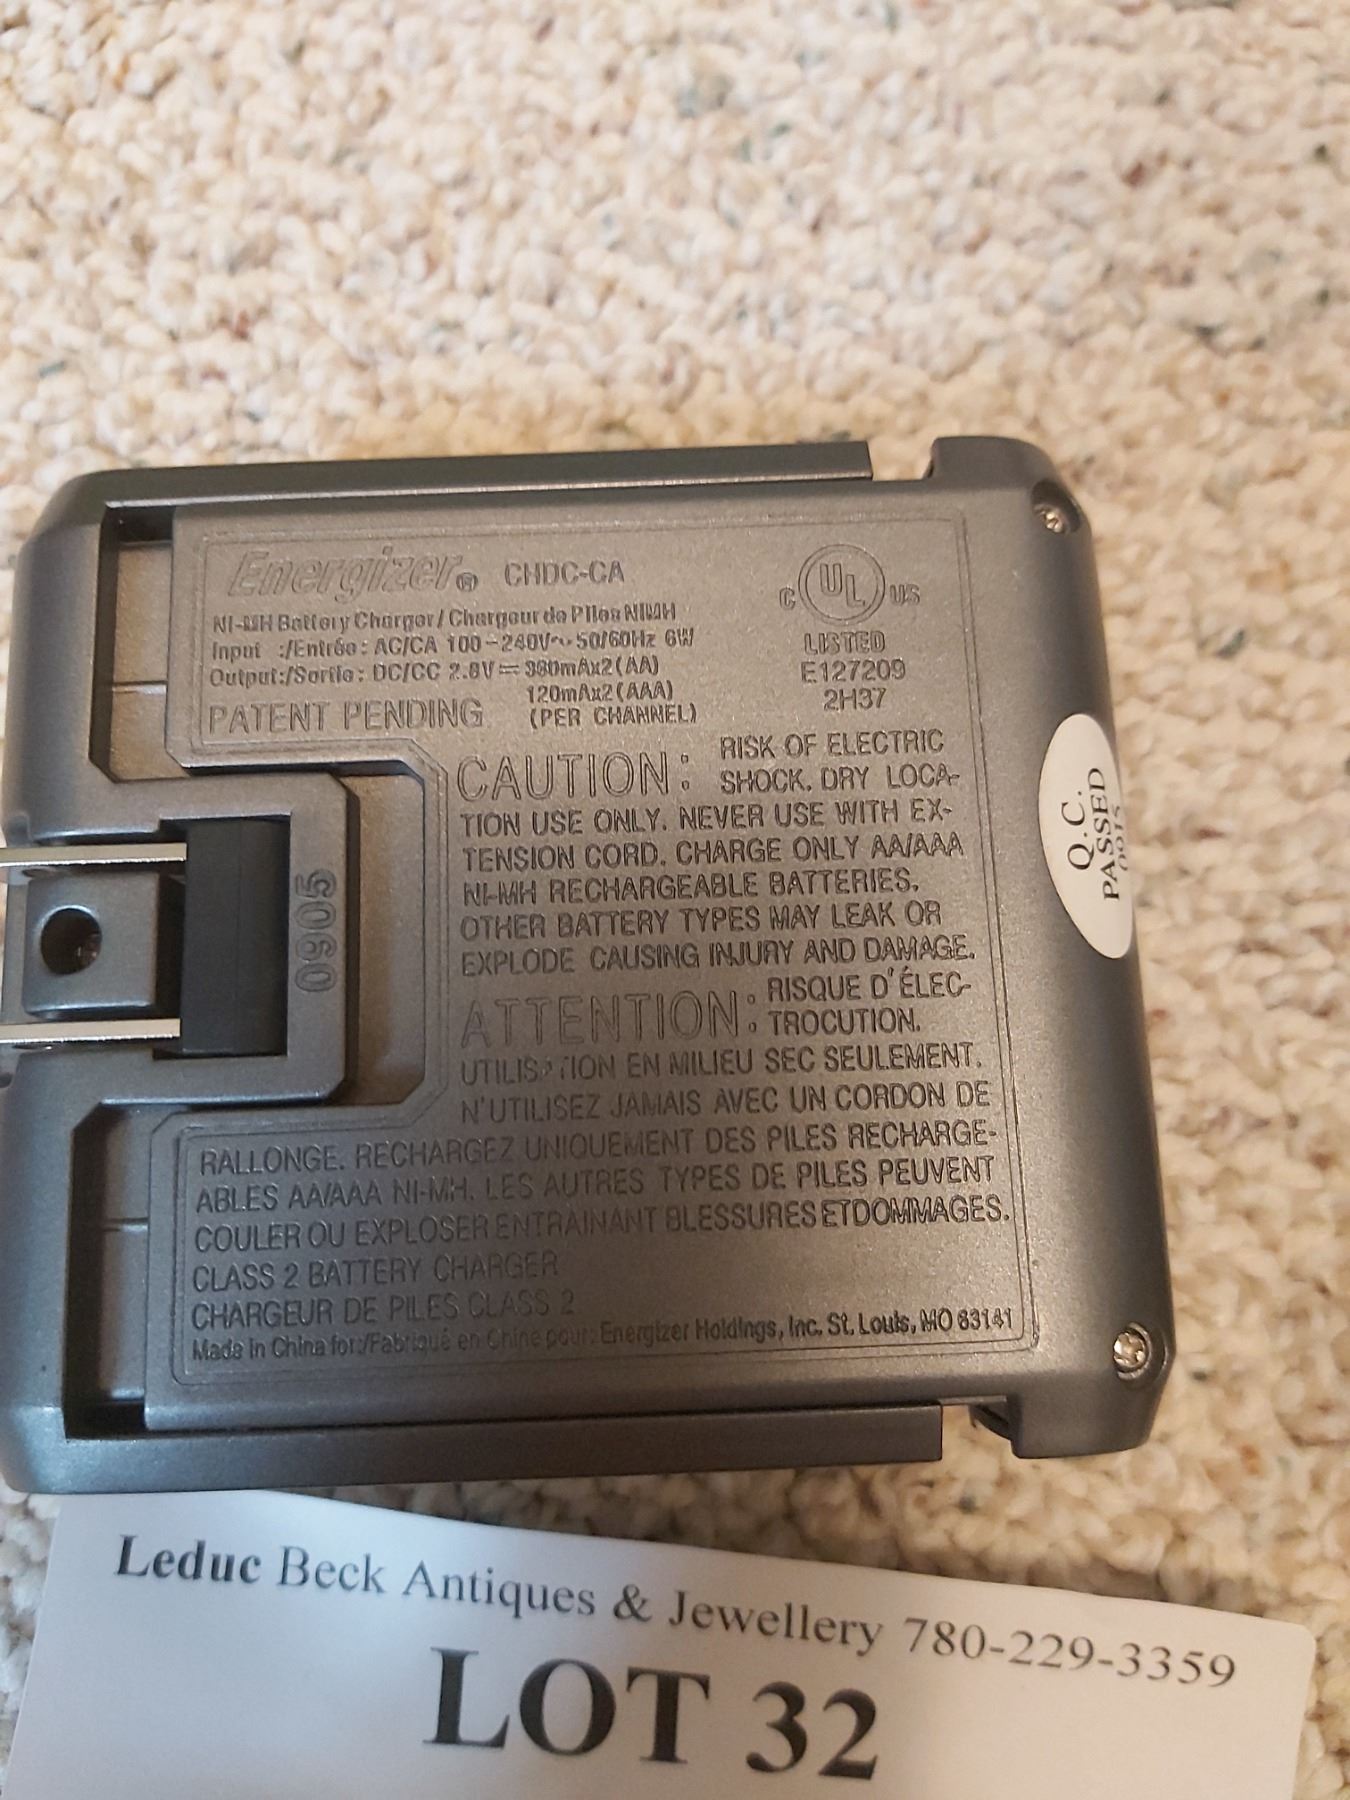 Energizer® CHDC-CA
NI-MH Battery Charger / Chargeur de Piles NIMH
Input :/Entrée : AC/CA 100-240V~ 50/60Hz 6W
Output:/Sortie : DC/CC 2.8V⎓ 380mAx2(AA)
120mAx2(AAA)
PATENT PENDING (PER CHANNEL)
C UL US
LISTED
E127209
2H37
CAUTION: RISK OF ELECTRIC
SHOCK. DRY LOCA-
TION USE ONLY. NEVER USE WITH EX-
TENSION CORD. CHARGE ONLY AA/AAA
NI-MH RECHARGEABLE BATTERIES.
OTHER BATTERY TYPES MAY LEAK OR
EXPLODE CAUSING INJURY AND DAMAGE.
ATTENTION: RISQUE D'ÉLEC-
TROCUTION.
UTILISATION EN MILIEU SEC SEULEMENT.
N'UTILISEZ JAMAIS AVEC UN CORDON DE
RALLONGE. RECHARGEZ UNIQUEMENT DES PILES RECHARGE-
ABLES AA/AAA NI-MH. LES AUTRES TYPES DE PILES PEUVENT
COULER OU EXPLOSER ENTRAINANT BLESSURES ETDOMMAGES.
CLASS 2 BATTERY CHARGER
CHARGEUR DE PILES CLASS 2
Made in China for:/Fabriqué en Chine pour: Energizer Holdings, Inc. St. Louis, MO 63141
0905
Q.C.
PASSED
0915
Leduc Beck Antiques & Jewellery 780-229-3359
LOT 32